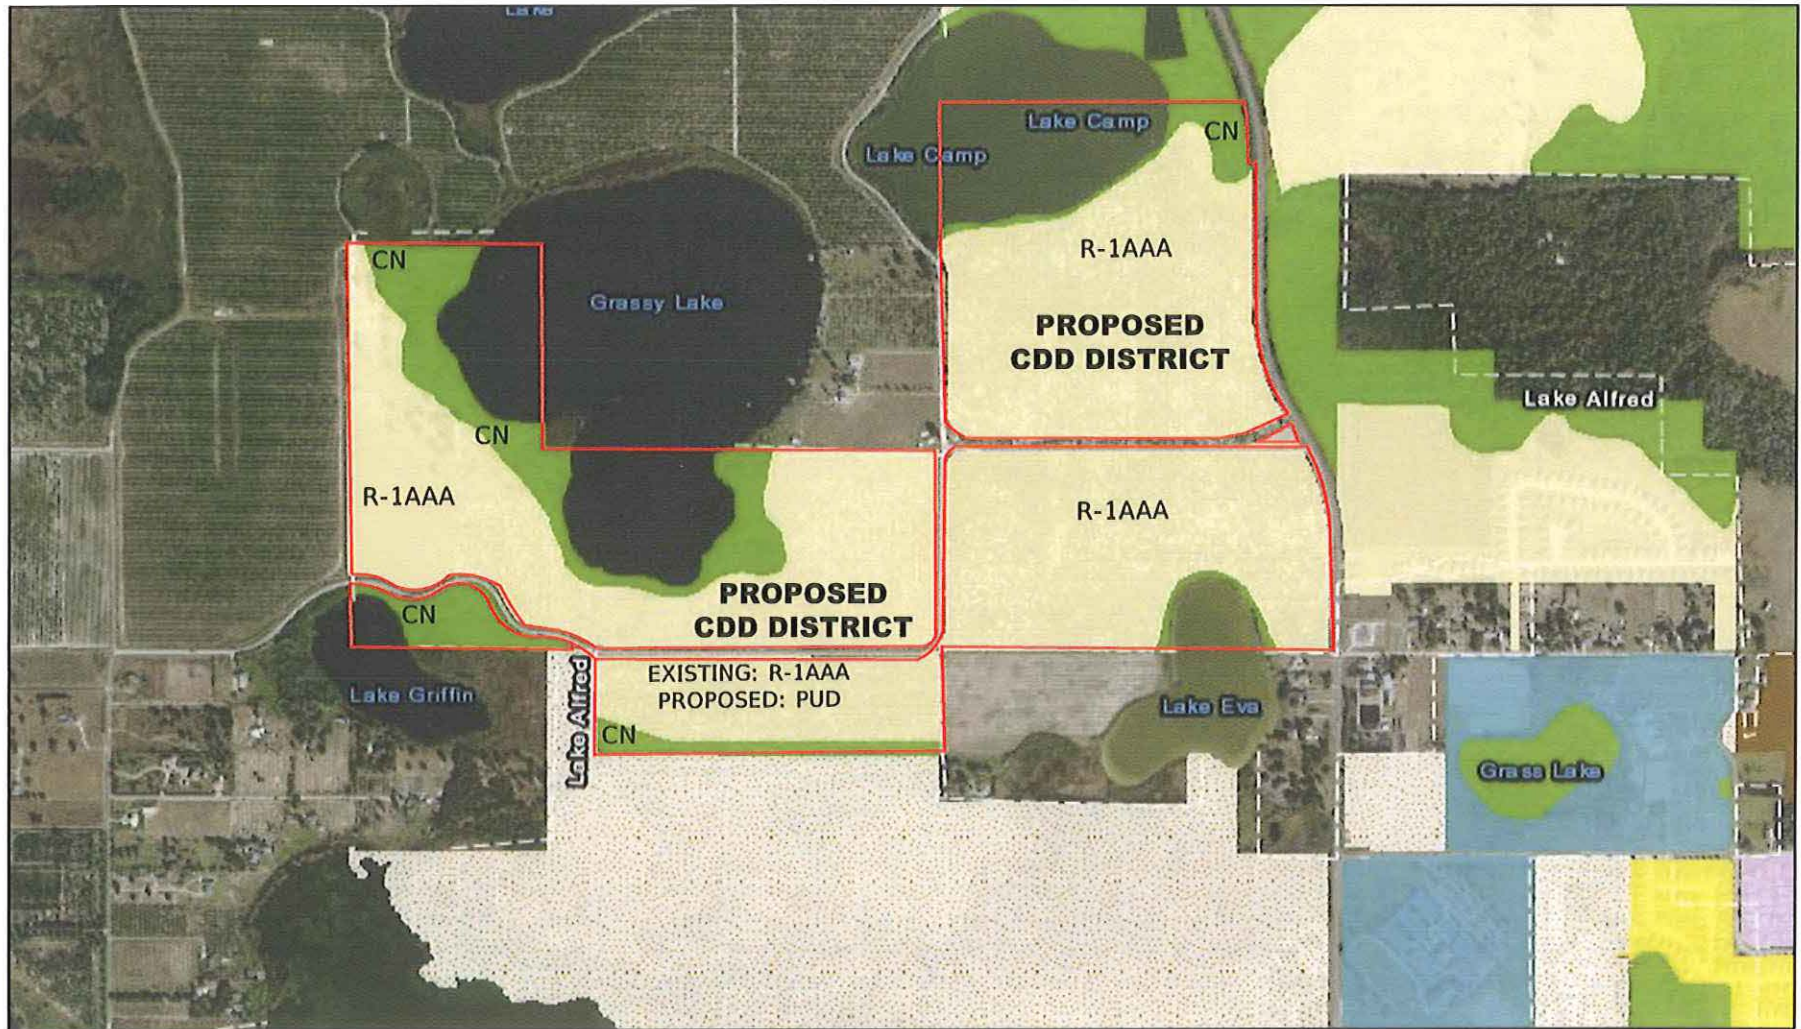 Lake
Lake Camp
CN
Lake Camp
R-1AAA
CN
Grassy Lake
PROPOSED
CDD DISTRICT
Lake Alfred
CN
R-1AAA
R-1AAA
PROPOSED
CDD DISTRICT
CN
EXISTING: R-1AAA
PROPOSED: PUD
Lake Griffin
Lake Alfred
Lake Eva
CN
Grass Lake